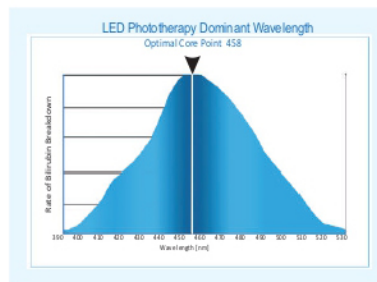 LED Phototherapy Dominant Wavelength
Optimal Core Point 458
Rate of Bilirubin Breakdown
390 400 410 420 430 440 450 460 470 480 490 500 510 520 530
Wavelength [nm]